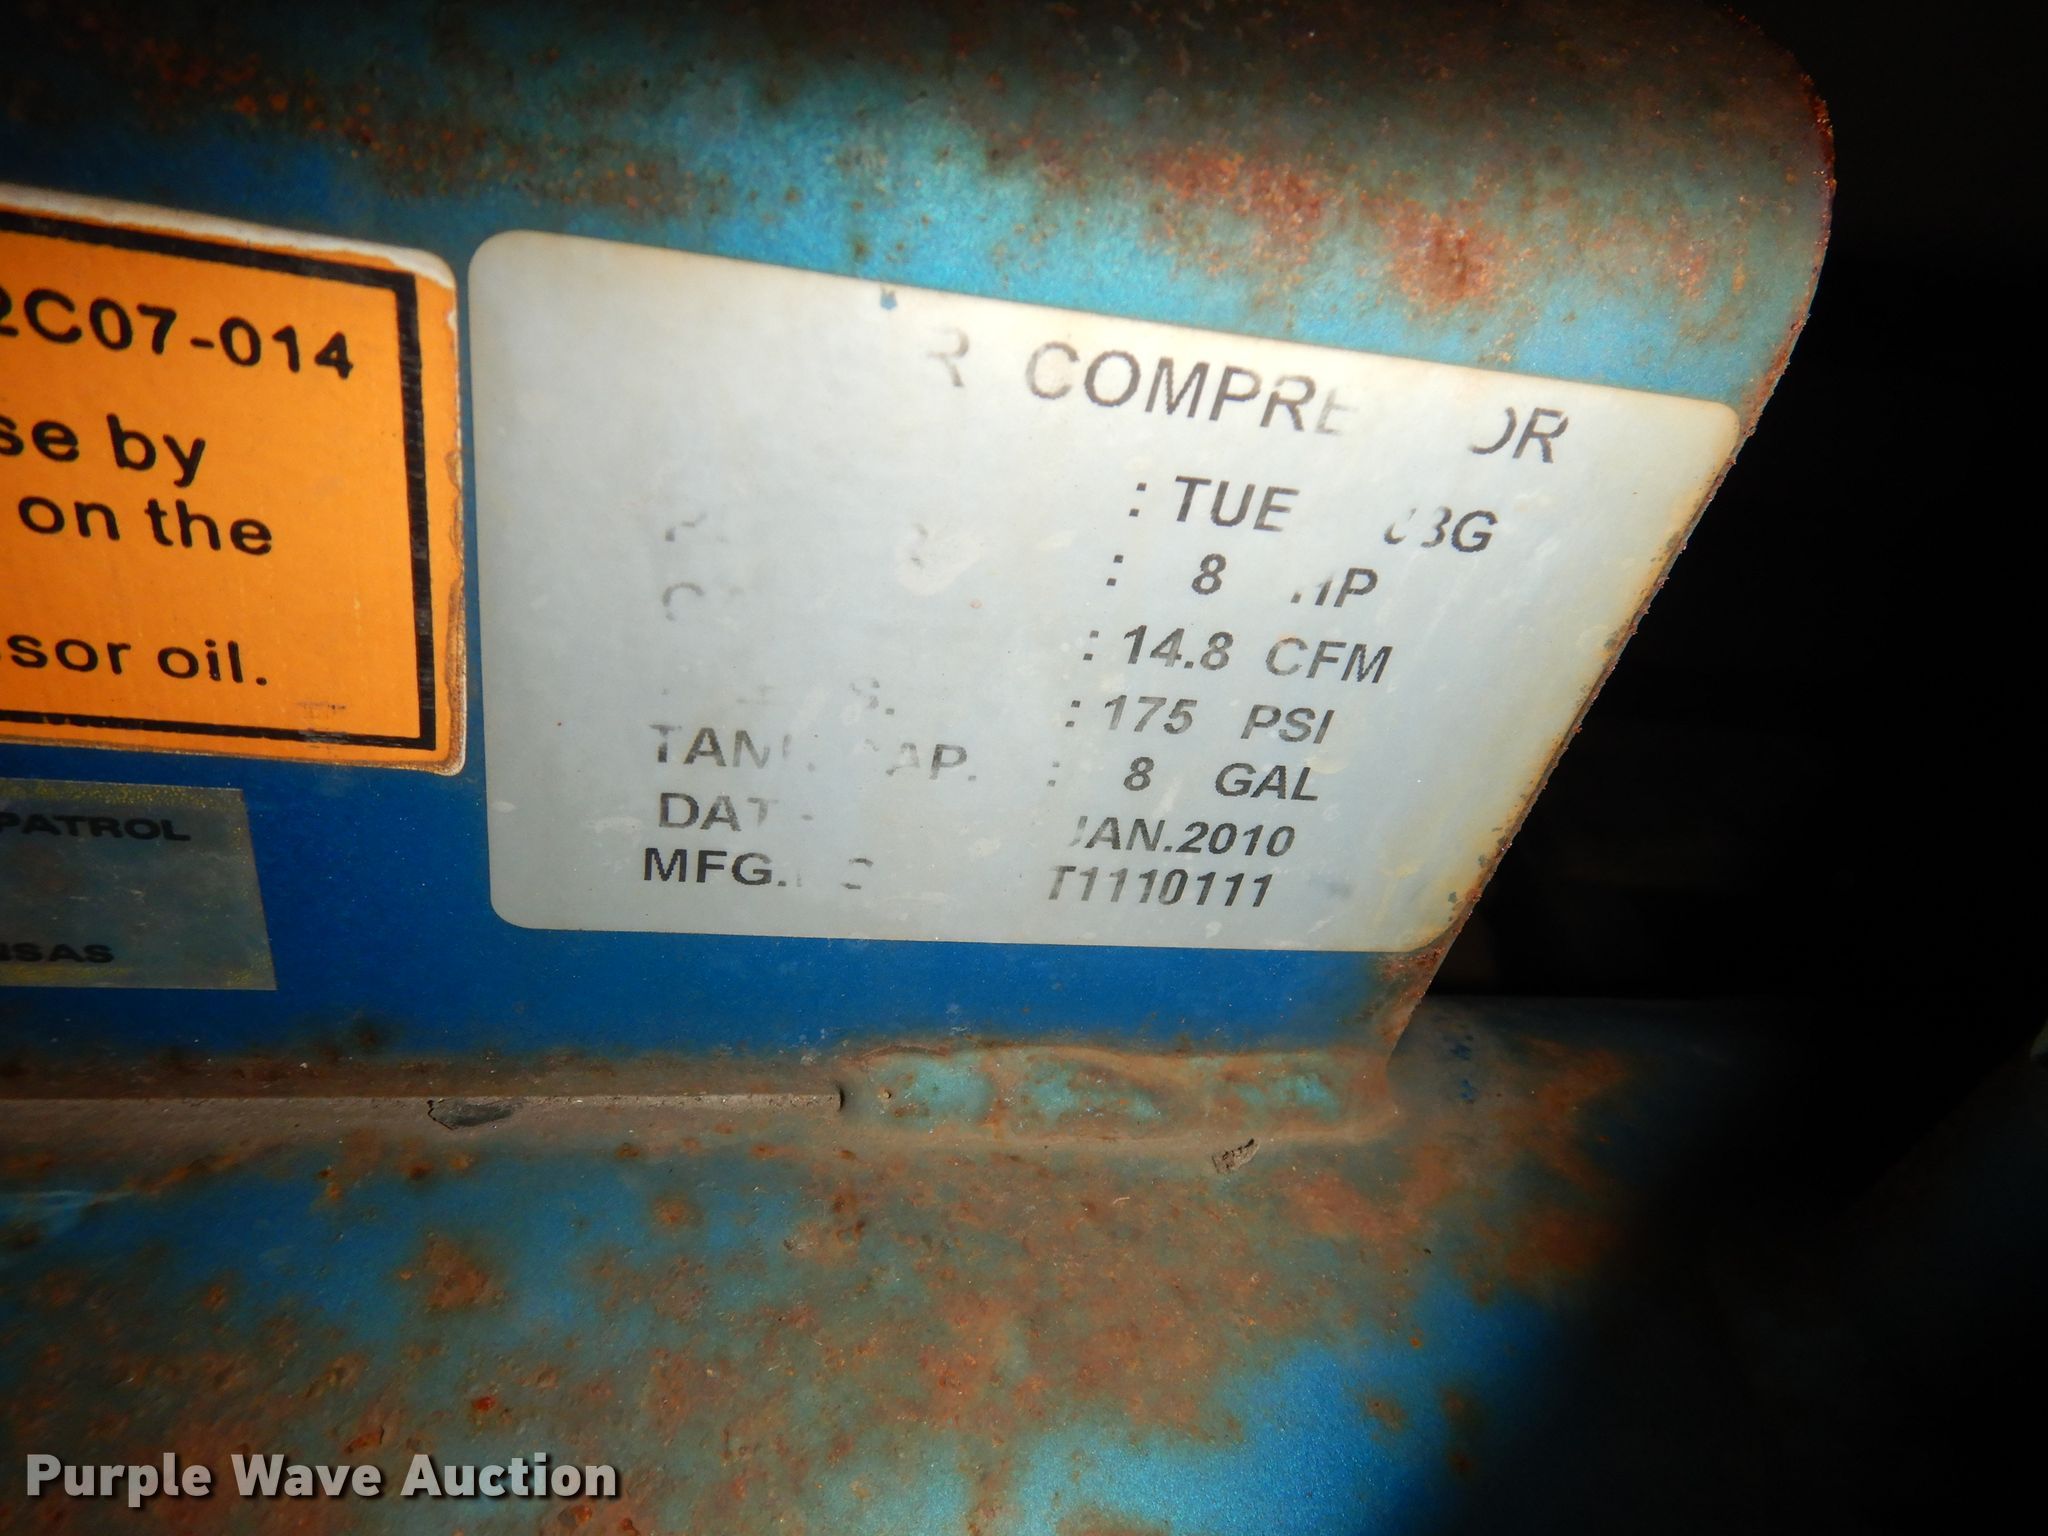 2C07-014
se by
on the
ssor oil.
PATROL
NSAS
R COMPRE OR
: TUE 3G
: 8 HP
: 14.8 CFM
S. : 175 PSI
TAN AP. : 8 GAL
DAT JAN.2010
MFG. T1110111
Purple Wave Auction